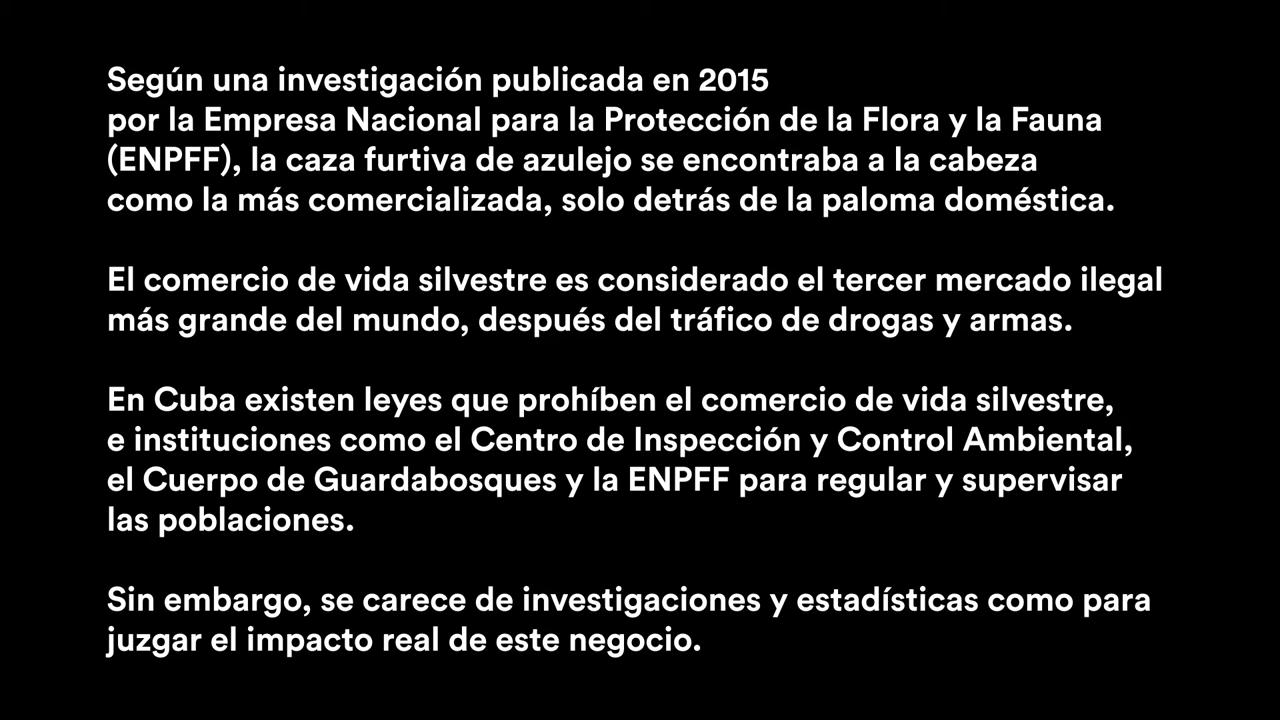 Según una investigación publicada en 2015
por la Empresa Nacional para la Protección de la Flora y la Fauna
(ENPFF), la caza furtiva de azulejo se encontraba a la cabeza
como la más comercializada, solo detrás de la paloma doméstica.
El comercio de vida silvestre es considerado el tercer mercado ilegal
más grande del mundo, después del tráfico de drogas y armas.
En Cuba existen leyes que prohíben el comercio de vida silvestre,
e instituciones como el Centro de Inspección y Control Ambiental,
el Cuerpo de Guardabosques y la ENPFF para regular y supervisar
las poblaciones.
Sin embargo, se carece de investigaciones y estadísticas como para
juzgar el impacto real de este negocio.